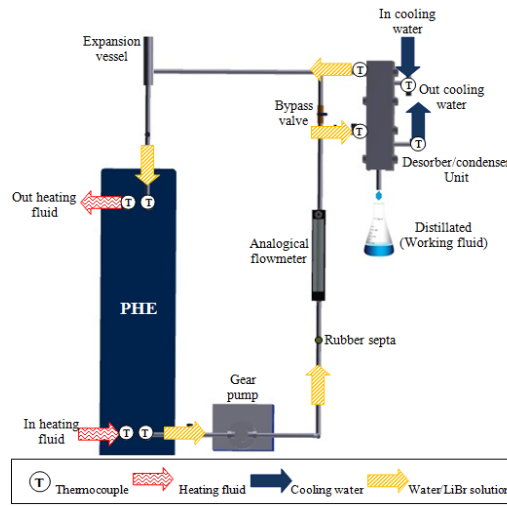 In cooling
water
Expansion
vessel
T
T
Out cooling
water
Bypass
valve
T
T
Desorber/condenser
Unit
Out heating
fluid
T
T
Distillated
(Working fluid)
Analogical
flowmeter
PHE
Rubber septa
Gear
pump
In heating
fluid
T
T
T
Thermocouple
Heating fluid
Cooling water
Water/LiBr solution